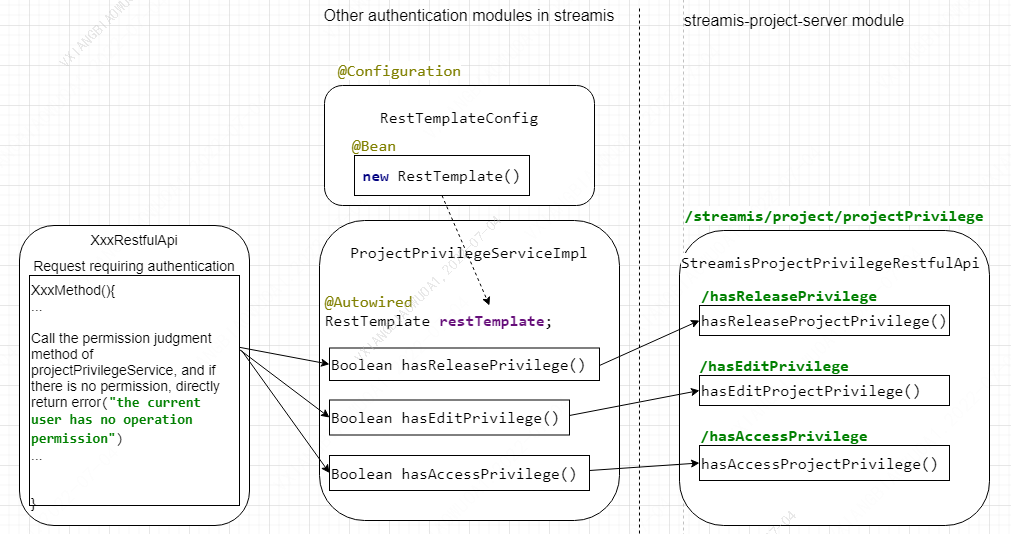 Other authentication modules in streamis
streamis-project-server module
@Configuration
RestTemplateConfig
@Bean
new RestTemplate()
/streamis/project/projectPrivilege
XxxRestfulApi
Request requiring authentication
XxxMethod(){
...
Call the permission judgment
method of
projectPrivilegeService, and if
there is no permission, directly
return error("the current
user has no operation
permission")
...
}
ProjectPrivilegeServiceImpl
@Autowired
RestTemplate restTemplate;
Boolean hasReleasePrivilege()
Boolean hasEditPrivilege()
Boolean hasAccessPrivilege()
StreamisProjectPrivilegeRestfulApi
/hasReleasePrivilege
hasReleaseProjectPrivilege()
/hasEditPrivilege
hasEditProjectPrivilege()
/hasAccessPrivilege
hasAccessProjectPrivilege()